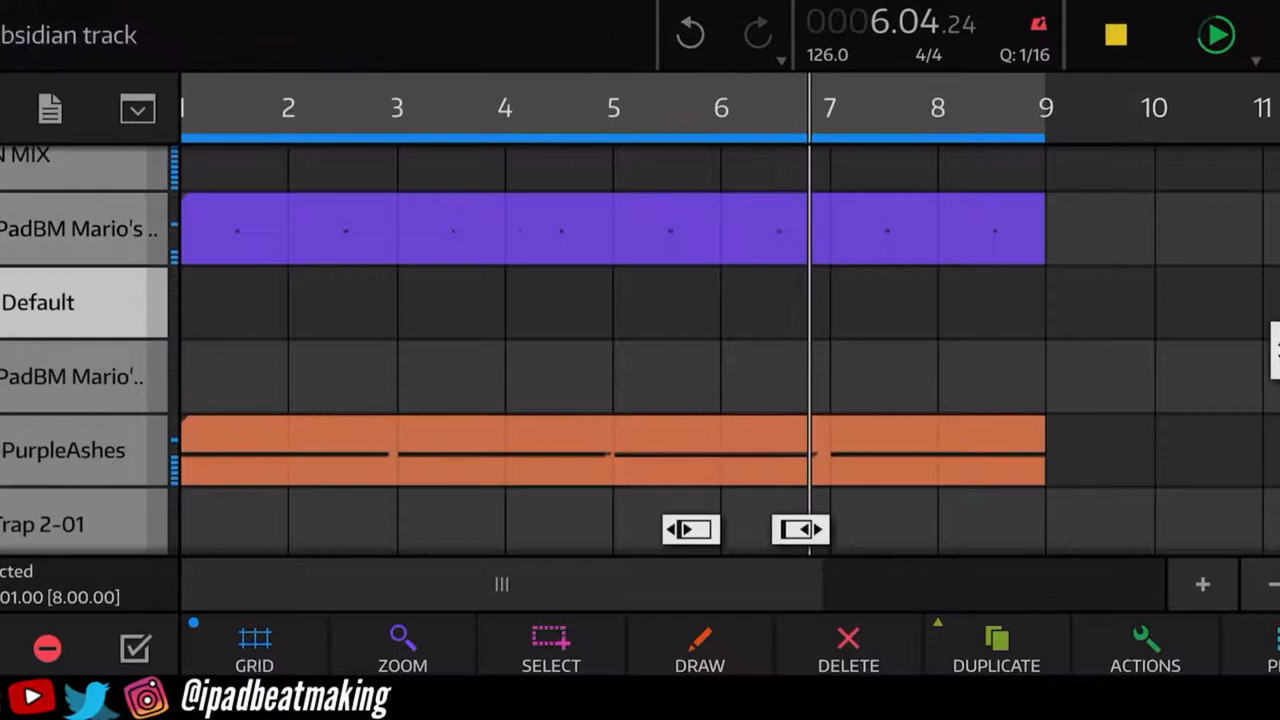 bsidian track
0006.04.24
126.0 4/4 Q: 1/16
1 2 3 4 5 6 7 8 9 10 11
N MIX
PadBM Mario's ..
Default
PadBM Mario'..
PurpleAshes
Trap 2-01
cted
01.00 [8.00.00]
GRID ZOOM SELECT DRAW DELETE DUPLICATE ACTIONS
@ipadbeatmaking